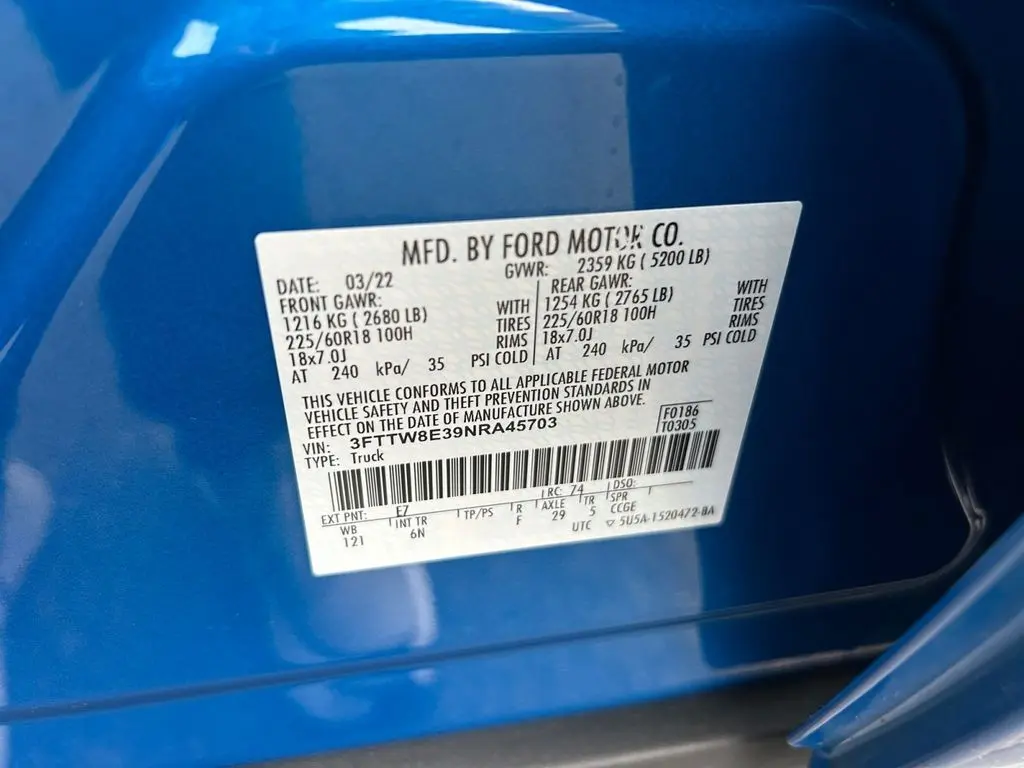 MFD. BY FORD MOTOR CO.
DATE: 03/22 GVWR: 2359 KG ( 5200 LB)
FRONT GAWR: REAR GAWR:
1216 KG ( 2680 LB) WITH 1254 KG ( 2765 LB) WITH
225/60R18 100H TIRES 225/60R18 100H TIRES
18x7.0J RIMS 18x7.0J RIMS
AT 240 kPa/ 35 PSI COLD AT 240 kPa/ 35 PSI COLD
THIS VEHICLE CONFORMS TO ALL APPLICABLE FEDERAL MOTOR
VEHICLE SAFETY AND THEFT PREVENTION STANDARDS IN
EFFECT ON THE DATE OF MANUFACTURE SHOWN ABOVE.
VIN: 3FTTW8E39NRA45703 F0186
TYPE: Truck T0305
EXT PNT: E7 RC: 74 DSO:
WB INT TR TP/PS R AXLE TR SPR
121 6N F 29 5 CCGE
UTC ▽ 5U5A-1520472-BA